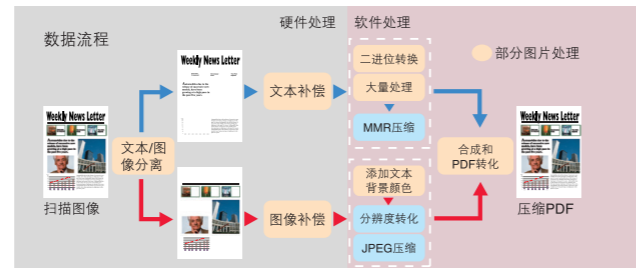 数据流程
硬件处理
软件处理
部分图片处理
Weekly News Letter
Weekly News Letter
Weekly News Letter
扫描图像
文本/图
像分离
文本补偿
二进位转换
大量处理
MMR压缩
图像补偿
添加文本
背景颜色
分辨度转化
JPEG压缩
合成和
PDF转化
压缩PDF